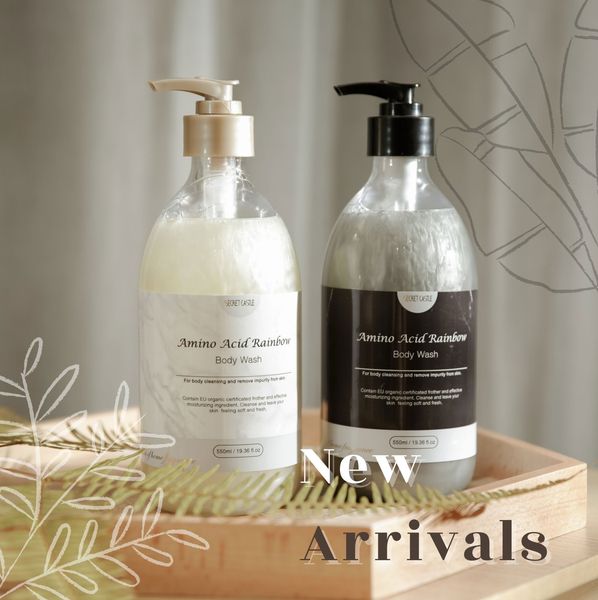 SECRET CASTLE
Amino Acid Rainbow
Body Wash
For body cleansing and remove impurity from skin.
Contain EU organic certificated frother and effective
moisturizing ingredient. Cleanse and leave your
skin feeling soft and fresh.
550ml / 19.36 fl.oz
SECRET CASTLE
Amino Acid Rainbow
Body Wash
For body cleansing and remove impurity from skin.
Contain EU organic certificated frother and effective
moisturizing ingredient. Cleanse and leave your
skin feeling soft and fresh.
550ml / 19.36 fl.oz
New
Arrivals